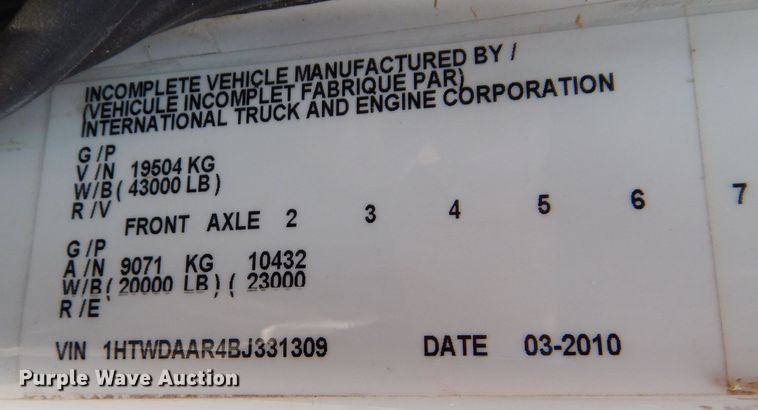 INCOMPLETE VEHICLE MANUFACTURED BY /
(VEHICULE INCOMPLET FABRIQUE PAR)
INTERNATIONAL TRUCK AND ENGINE CORPORATION
G /P
V /N 19504 KG
W/B ( 43000 LB )
R /V
FRONT AXLE 2 3 4 5 6 7
G /P
A /N 9071 KG 10432
W/B ( 20000 LB ) ( 23000
R /E
VIN 1HTWDAAR4BJ331309 DATE 03-2010
Purple Wave Auction